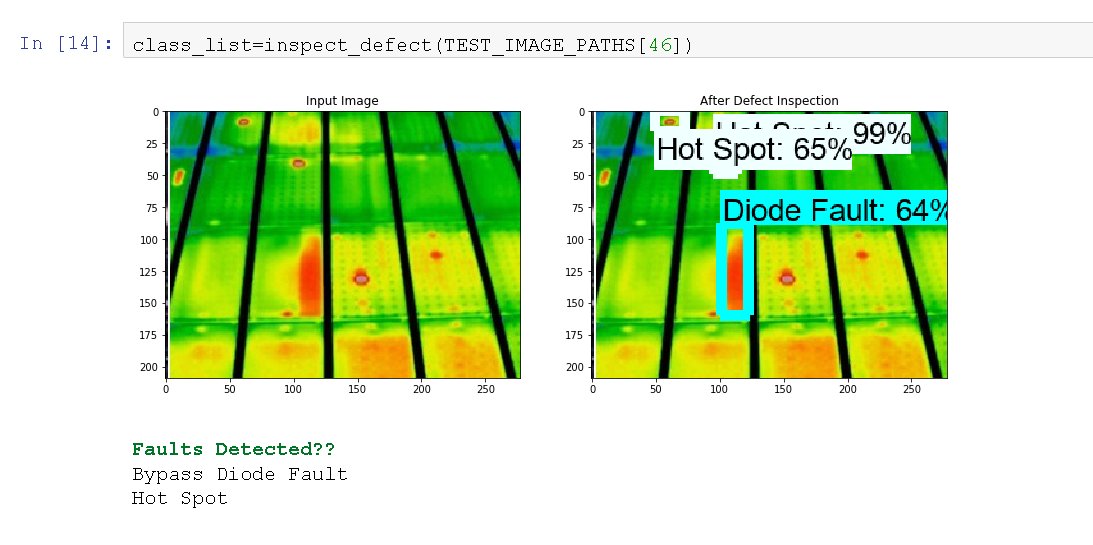 In [14]: class_list=inspect_defect(TEST_IMAGE_PATHS[46])
Input Image
0
25
50
75
100
125
150
175
200
0 50 100 150 200 250
After Defect Inspection
0
25
50
75
100
125
150
175
200
0 50 100 150 200 250
Hot Spot: 99%
Hot Spot: 65%
Diode Fault: 64%
Faults Detected??
Bypass Diode Fault
Hot Spot